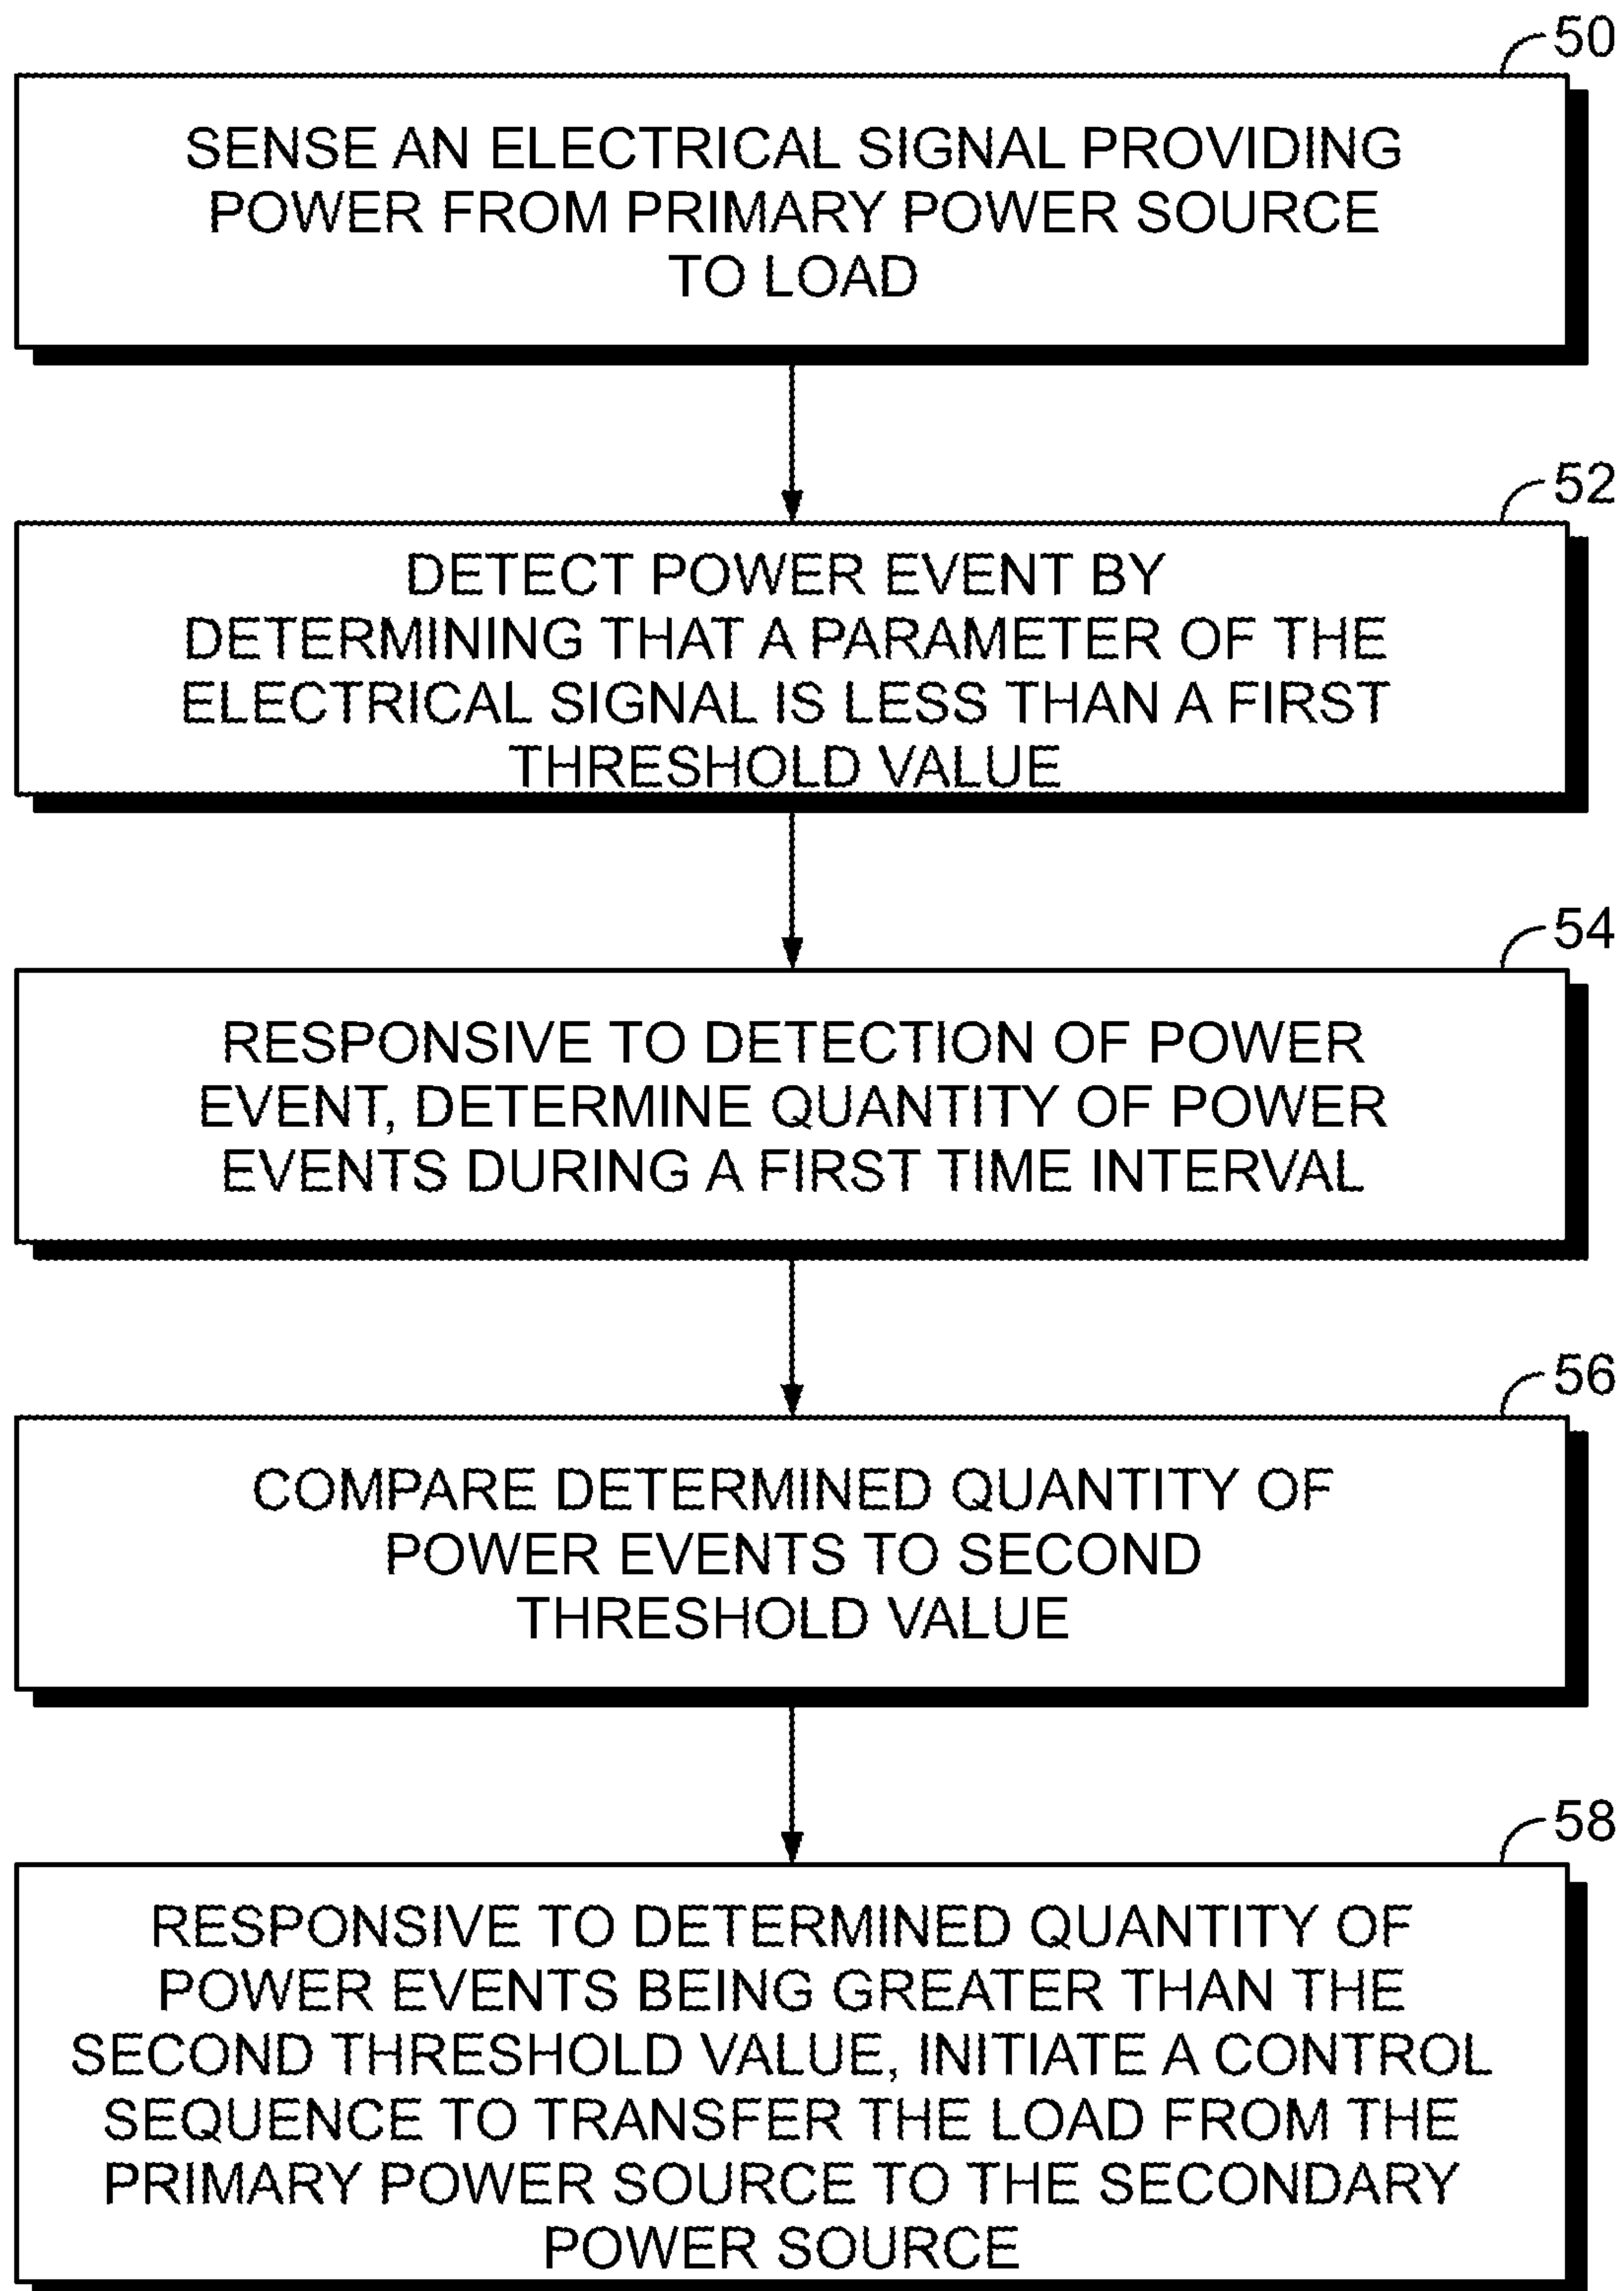 50
SENSE AN ELECTRICAL SIGNAL PROVIDING
POWER FROM PRIMARY POWER SOURCE
TO LOAD
52
DETECT POWER EVENT BY
DETERMINING THAT A PARAMETER OF THE
ELECTRICAL SIGNAL IS LESS THAN A FIRST
THRESHOLD VALUE
54
RESPONSIVE TO DETECTION OF POWER
EVENT, DETERMINE QUANTITY OF POWER
EVENTS DURING A FIRST TIME INTERVAL
56
COMPARE DETERMINED QUANTITY OF
POWER EVENTS TO SECOND
THRESHOLD VALUE
58
RESPONSIVE TO DETERMINED QUANTITY OF
POWER EVENTS BEING GREATER THAN THE
SECOND THRESHOLD VALUE, INITIATE A CONTROL
SEQUENCE TO TRANSFER THE LOAD FROM THE
PRIMARY POWER SOURCE TO THE SECONDARY
POWER SOURCE